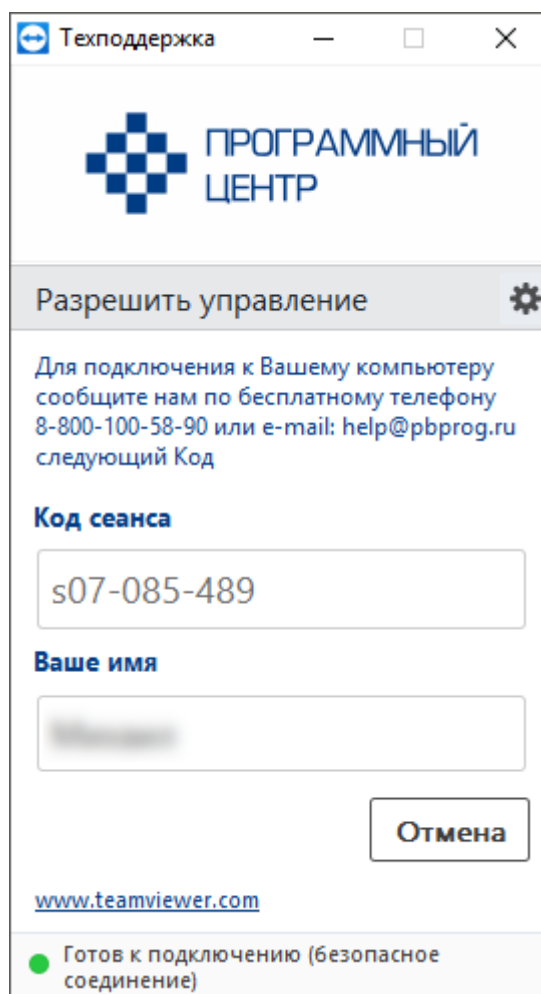 Техподдержка
ПРОГРАММНЫЙ
ЦЕНТР
Разрешить управление
Для подключения к Вашему компьютеру
сообщите нам по бесплатному телефону
8-800-100-58-90 или e-mail: help@pbprog.ru
следующий Код
Код сеанса
s07-085-489
Ваше имя
Отмена
www.teamviewer.com
Готов к подключению (безопасное
соединение)